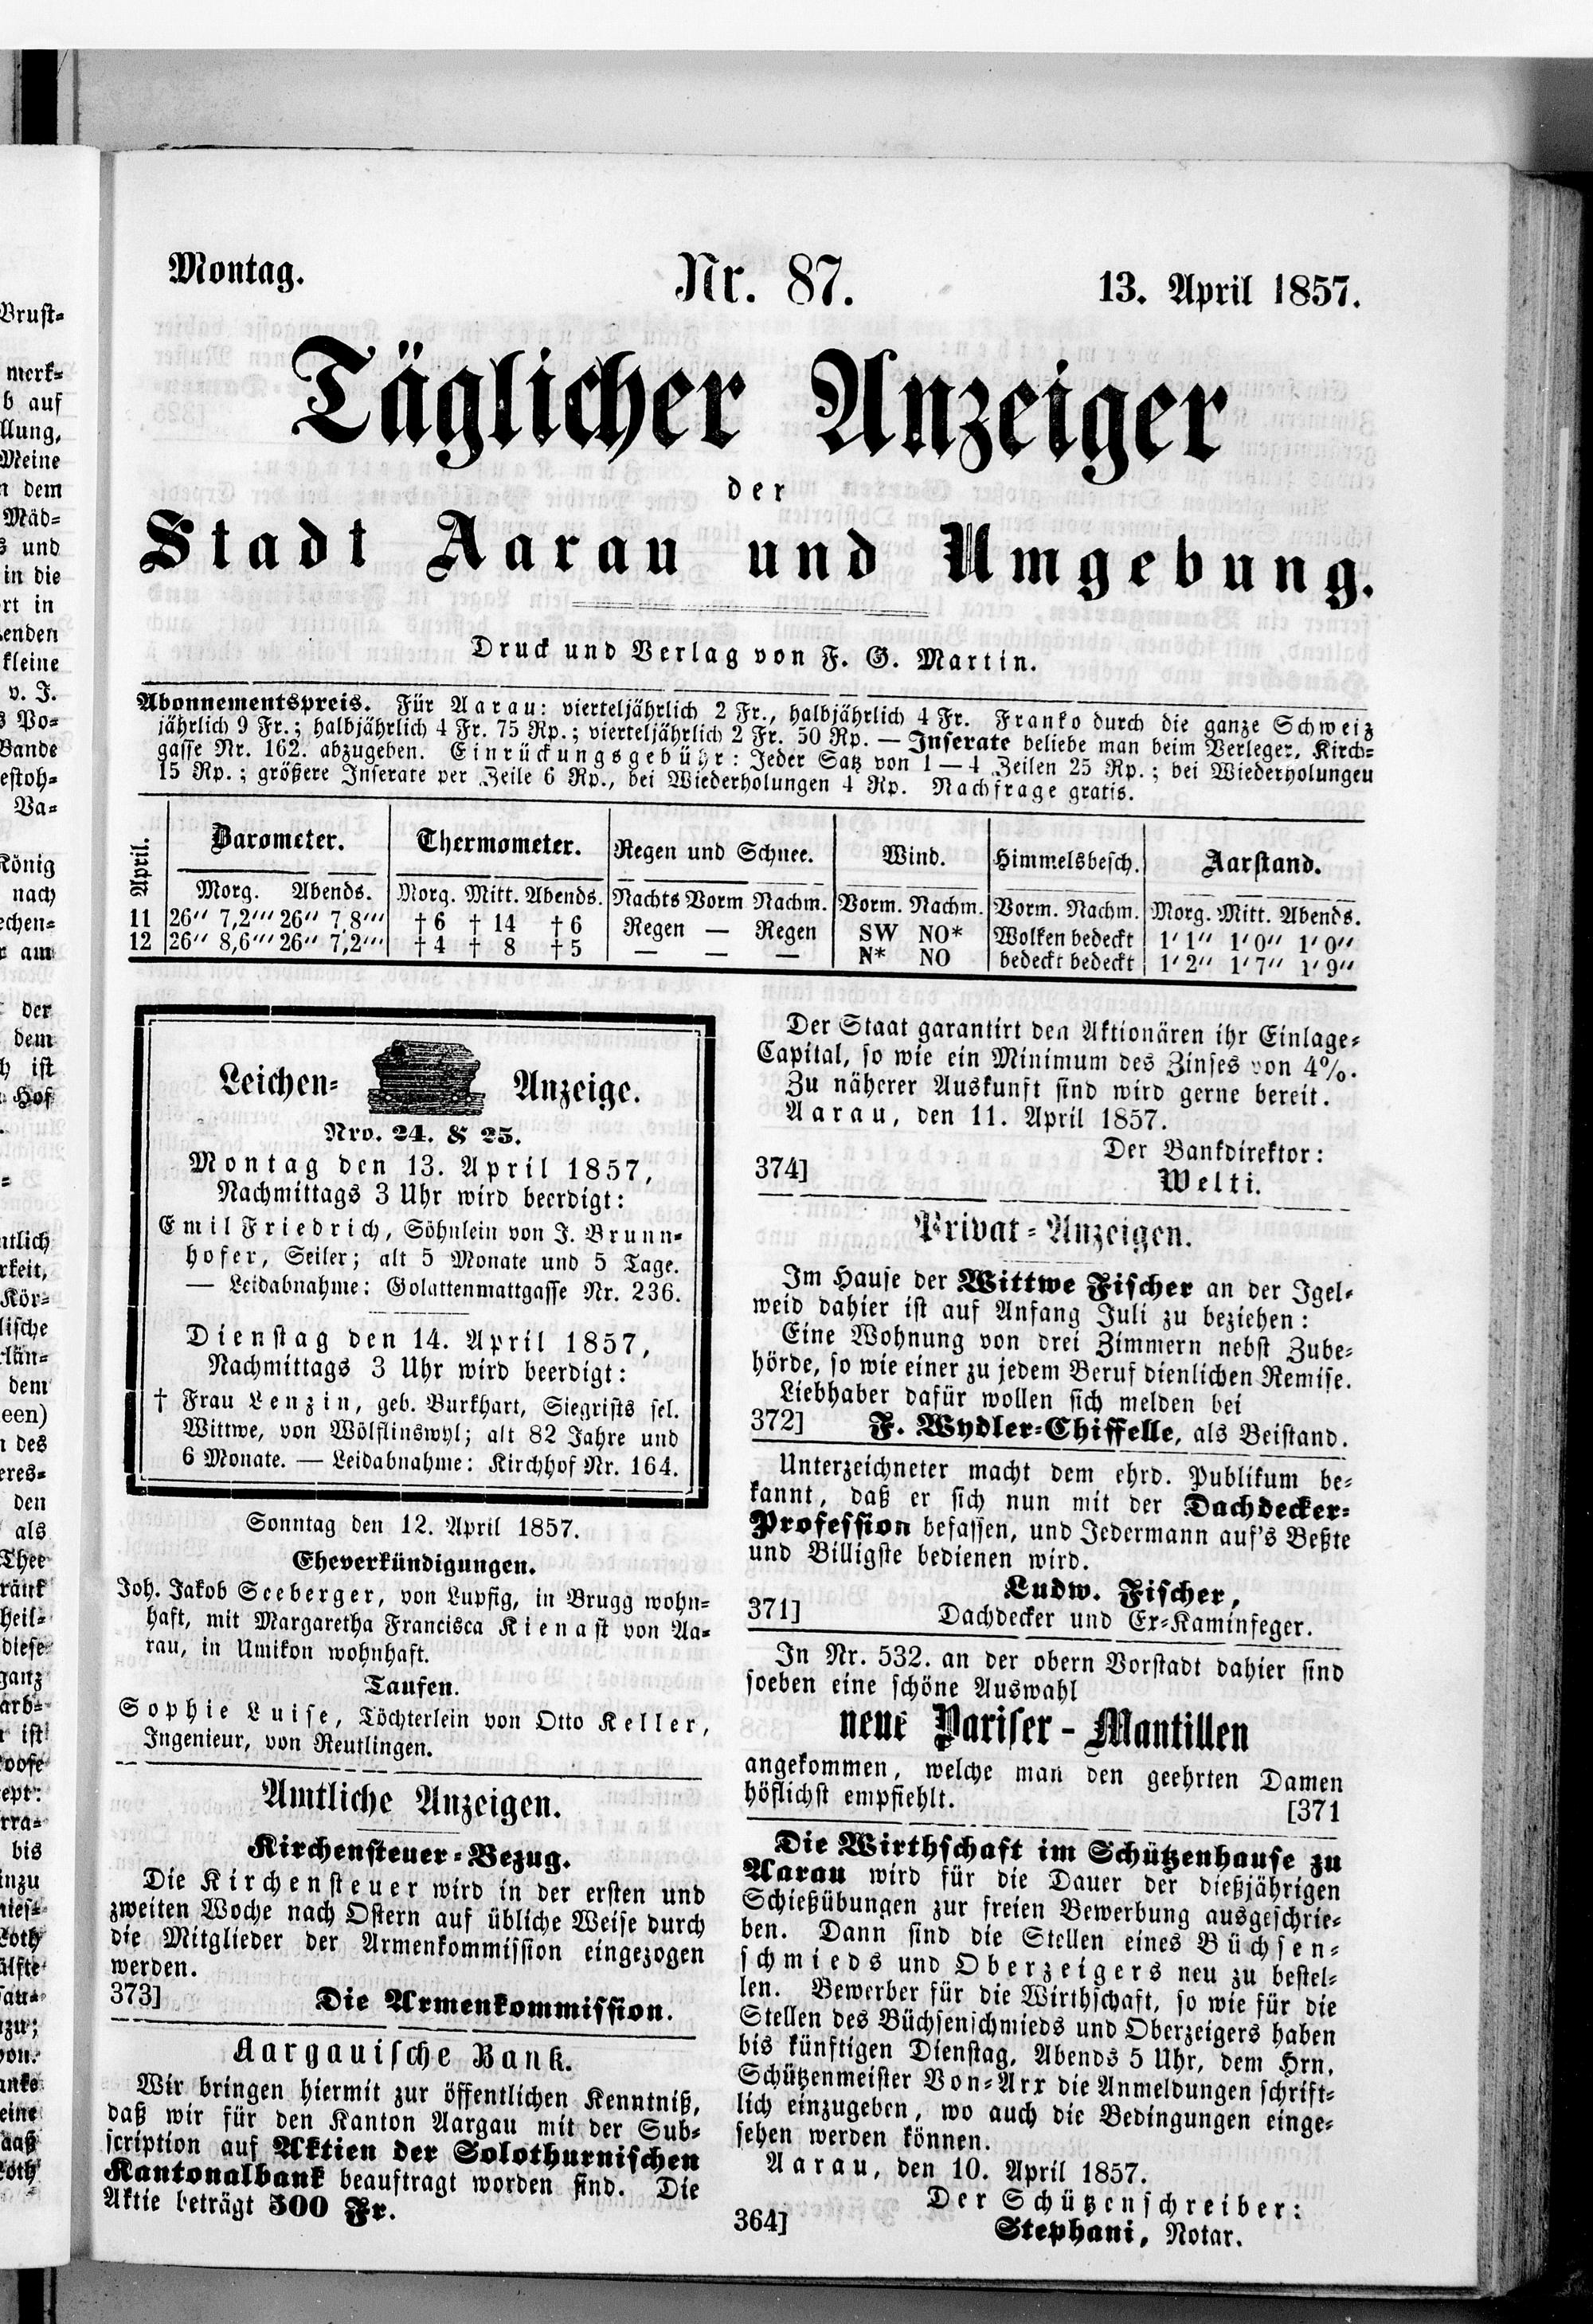 Montag.
Nr. 87.
13. April 1857.
Täglicher Anzeiger
der
Stadt Aarau und Umgebung.
Druck und Verlag von F. G. Martin.
Abonnementspreis. Für Aarau: vierteljährlich 2 Fr., halbjährlich 4 Fr. Franko durch die ganze Schweiz
jährlich 9 Fr.; halbjährlich 4 Fr. 75 Rp.; vierteljährlich 2 Fr. 50 Rp. — Inserate beliebe man beim Verleger, Kirch-
gasse Nr. 162. abzugeben. Einrückungsgebühr: Jeder Satz von 1—4 Zeilen 25 Rp.; bei Wiederholungen
15 Rp.; größere Inserate per Zeile 6 Rp., bei Wiederholungen 4 Rp. Nachfrage gratis.
April. Barometer. Thermometer. Regen und Schnee. Wind. Himmelsbesch. Aarstand.
Morg. Abends. Morg. Mitt. Abends. Nachts Vorm Nachm. Vorm. Nachm. Vorm. Nachm. Morg. Mitt. Abends.
11 26'' 7,2''' 26'' 7,8''' † 6 † 14 † 6 Regen — Regen SW NO* Wolken bedeckt 1' 1'' 1' 0'' 1' 0''
12 26'' 8,6''' 26'' 7,2''' † 4 † 8 † 5 — — — N* NO bedeckt bedeckt 1' 2'' 1' 7'' 1' 9''
Leichen- Anzeige.
Nro. 24. & 25.
Montag den 13. April 1857,
Nachmittags 3 Uhr wird beerdigt:
Emil Friedrich, Söhnlein von J. Brunn-
hofer, Seiler; alt 5 Monate und 5 Tage.
— Leidabnahme: Golattenmattgasse Nr. 236.
Dienstag den 14. April 1857,
Nachmittags 3 Uhr wird beerdigt:
† Frau Lenzin, geb. Burkhart, Siegrists sel.
Wittwe, von Wölflinswyl; alt 82 Jahre und
6 Monate. — Leidabnahme: Kirchhof Nr. 164.
Sonntag den 12. April 1857.
Eheverkündigungen.
Joh. Jakob Seeberger, von Lupfig, in Brugg wohn-
haft, mit Margaretha Francisca Kienast von Aa-
rau, in Umikon wohnhaft.
Taufen.
Sophie Luise, Töchterlein von Otto Keller,
Ingenieur, von Reutlingen.
Amtliche Anzeigen.
Kirchensteuer-Bezug.
Die Kirchensteuer wird in der ersten und
zweiten Woche nach Ostern auf übliche Weise durch
die Mitglieder der Armenkommission eingezogen
werden.
373] Die Armenkommission.
Aargauische Bank.
Wir bringen hiermit zur öffentlichen Kenntniß,
daß wir für den Kanton Aargau mit der Sub-
scription auf Aktien der Solothurnischen
Kantonalbank beauftragt worden sind. Die
Aktie beträgt 500 Fr.
Der Staat garantirt den Aktionären ihr Einlage-
Capital, so wie ein Minimum des Zinses von 4%.
Zu näherer Auskunft sind wird gerne bereit.
Aarau, den 11. April 1857.
Der Bankdirektor:
374] Welti.
Privat-Anzeigen.
Im Hause der Wittwe Fischer an der Igel-
weid dahier ist auf Anfang Juli zu beziehen:
Eine Wohnung von drei Zimmern nebst Zube-
hörde, so wie einer zu jedem Beruf dienlichen Remise.
Liebhaber dafür wollen sich melden bei
372] F. Wydler-Chiffelle, als Beistand.
Unterzeichneter macht dem ehrd. Publikum be-
kannt, daß er sich nun mit der Dachdecker-
Profession befassen, und Jedermann auf's Beßte
und Billigste bedienen wird.
Ludw. Fischer,
371] Dachdecker und Ex-Kaminfeger.
In Nr. 532. an der obern Vorstadt dahier sind
soeben eine schöne Auswahl
neue Pariser-Mantillen
angekommen, welche man den geehrten Damen
höflichst empfiehlt. [371
Die Wirthschaft im Schützenhause zu
Aarau wird für die Dauer der dießjährigen
Schießübungen zur freien Bewerbung ausgeschrie-
ben. Dann sind die Stellen eines Büchsen-
schmieds und Oberzeigers neu zu bestel-
len. Bewerber für die Wirthschaft, so wie für die
Stellen des Büchsenschmieds und Oberzeigers haben
bis künftigen Dienstag, Abends 5 Uhr, dem Hrn.
Schützenmeister Von-Arx die Anmeldungen schrift-
lich einzugeben, wo auch die Bedingungen einge-
sehen werden können.
Aarau, den 10. April 1857.
Der Schützenschreiber:
364] Stephani, Notar.